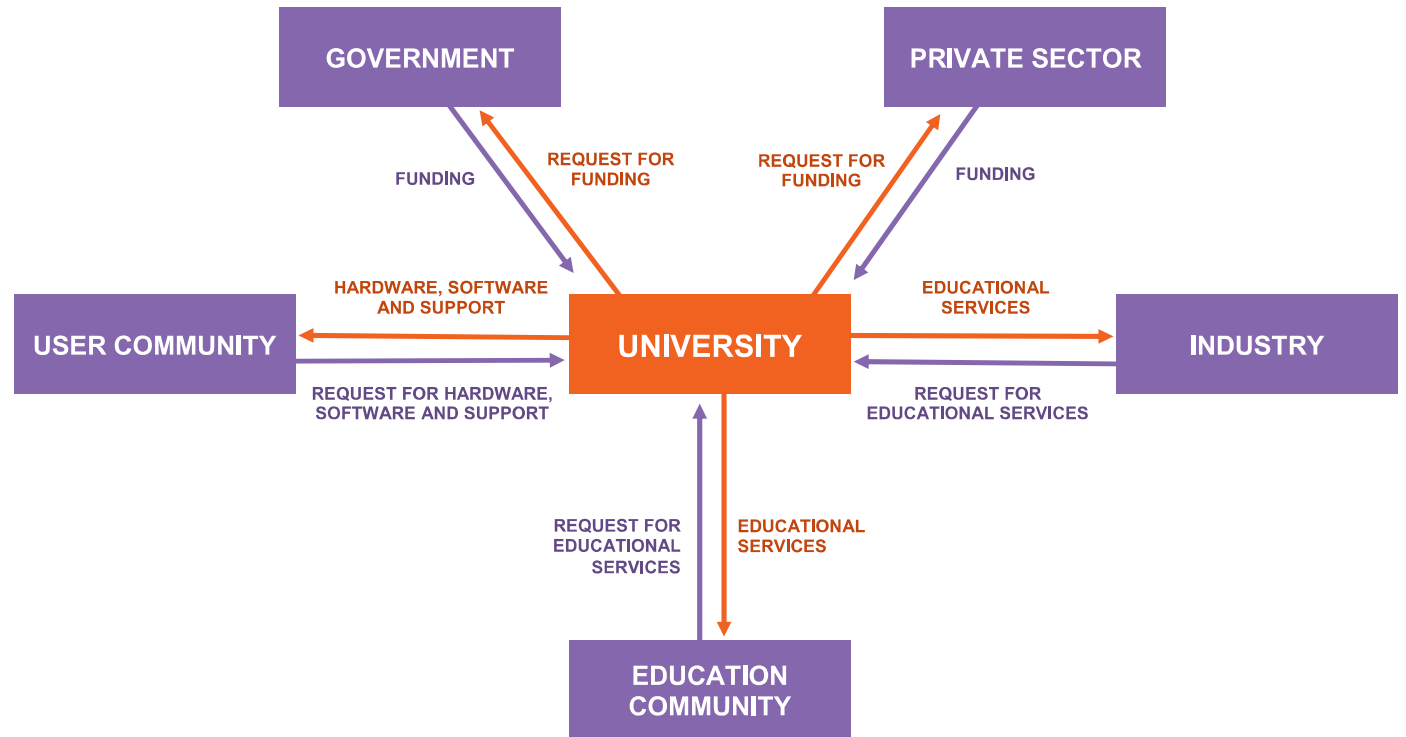 GOVERNMENT
PRIVATE SECTOR
REQUEST FOR
FUNDING
FUNDING
REQUEST FOR
FUNDING
FUNDING
HARDWARE, SOFTWARE
AND SUPPORT
EDUCATIONAL
SERVICES
USER COMMUNITY
UNIVERSITY
INDUSTRY
REQUEST FOR HARDWARE,
SOFTWARE AND SUPPORT
REQUEST FOR
EDUCATIONAL SERVICES
REQUEST FOR
EDUCATIONAL
SERVICES
EDUCATIONAL
SERVICES
EDUCATION
COMMUNITY